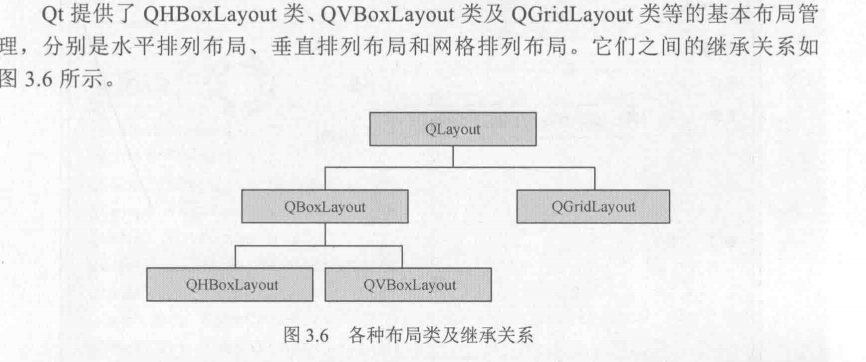 Qt 提供了 QHBoxLayout 类、QVBoxLayout 类及 QGridLayout 类等的基本布局管
理，分别是水平排列布局、垂直排列布局和网格排列布局。它们之间的继承关系如
图 3.6 所示。
QLayout
QBoxLayout
QGridLayout
QHBoxLayout
QVBoxLayout
图 3.6 各种布局类及继承关系